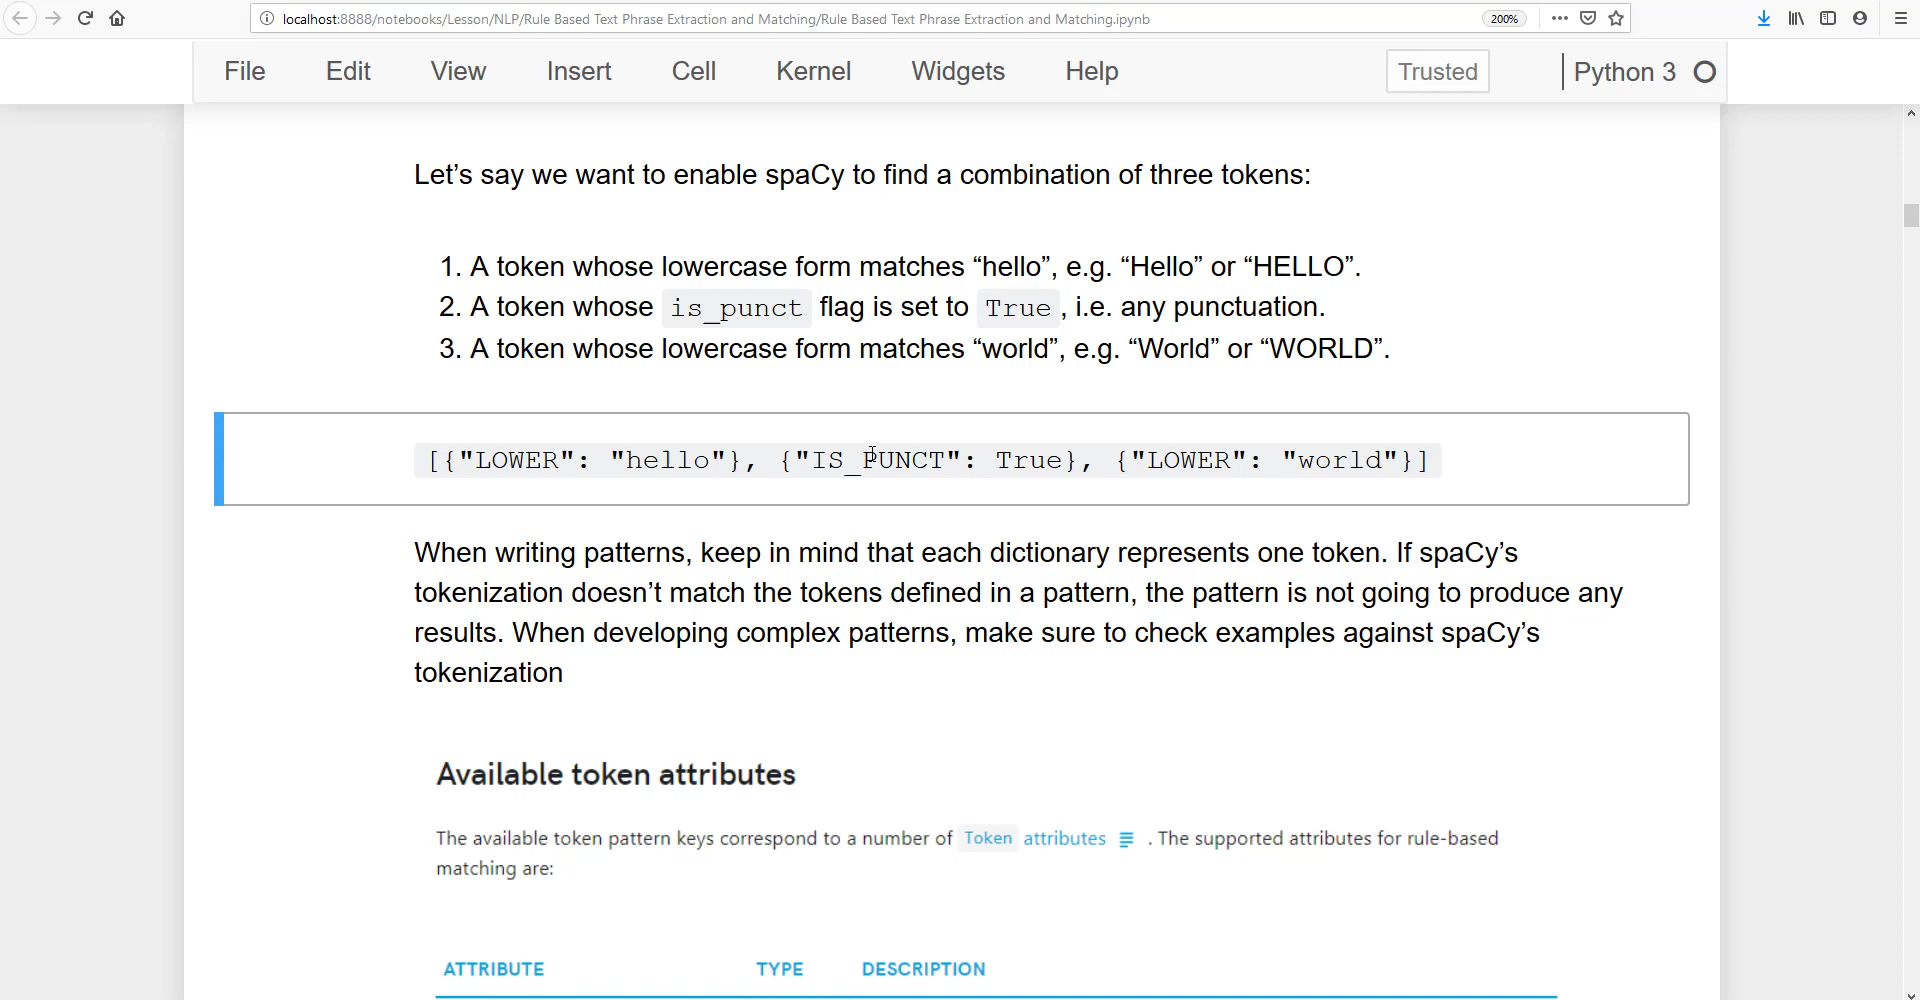 localhost:8888/notebooks/Lesson/NLP/Rule Based Text Phrase Extraction and Matching/Rule Based Text Phrase Extraction and Matching.ipynb 200%
File Edit View Insert Cell Kernel Widgets Help Trusted Python 3
Let’s say we want to enable spaCy to find a combination of three tokens:
1. A token whose lowercase form matches “hello”, e.g. “Hello” or “HELLO”.
2. A token whose is_punct flag is set to True, i.e. any punctuation.
3. A token whose lowercase form matches “world”, e.g. “World” or “WORLD”.
[{"LOWER": "hello"}, {"IS_PUNCT": True}, {"LOWER": "world"}]
When writing patterns, keep in mind that each dictionary represents one token. If spaCy’s
tokenization doesn’t match the tokens defined in a pattern, the pattern is not going to produce any
results. When developing complex patterns, make sure to check examples against spaCy’s
tokenization
Available token attributes
The available token pattern keys correspond to a number of Token attributes . The supported attributes for rule-based
matching are:
ATTRIBUTE TYPE DESCRIPTION